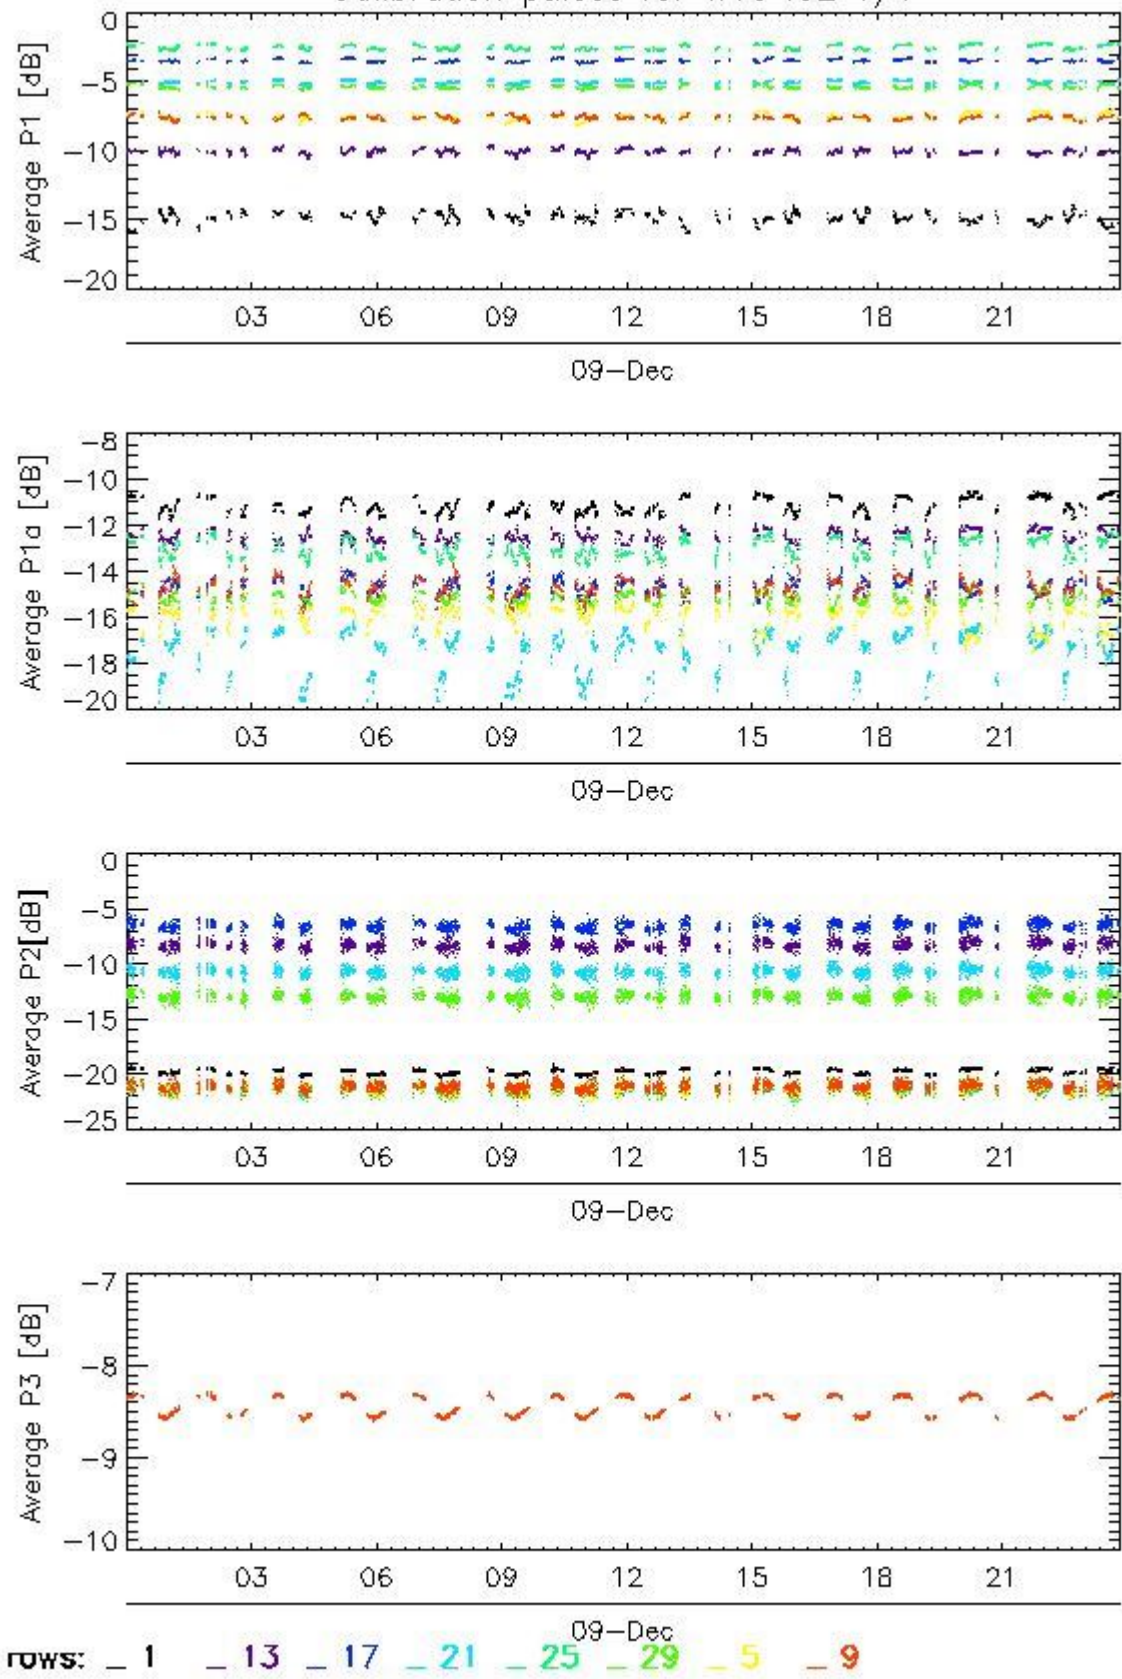 Average P1 [dB]
0
−5
−10
−15
−20
03 06 09 12 15 18 21
09−Dec
Average P1a [dB]
−8
−10
−12
−14
−16
−18
−20
03 06 09 12 15 18 21
09−Dec
Average P2[dB]
0
−5
−10
−15
−20
−25
03 06 09 12 15 18 21
09−Dec
Average P3 [dB]
−7
−8
−9
−10
03 06 09 12 15 18 21
09−Dec
rows: _ 1 _ 13 _ 17 _ 21 _ 25 _ 29 _ 5 _ 9